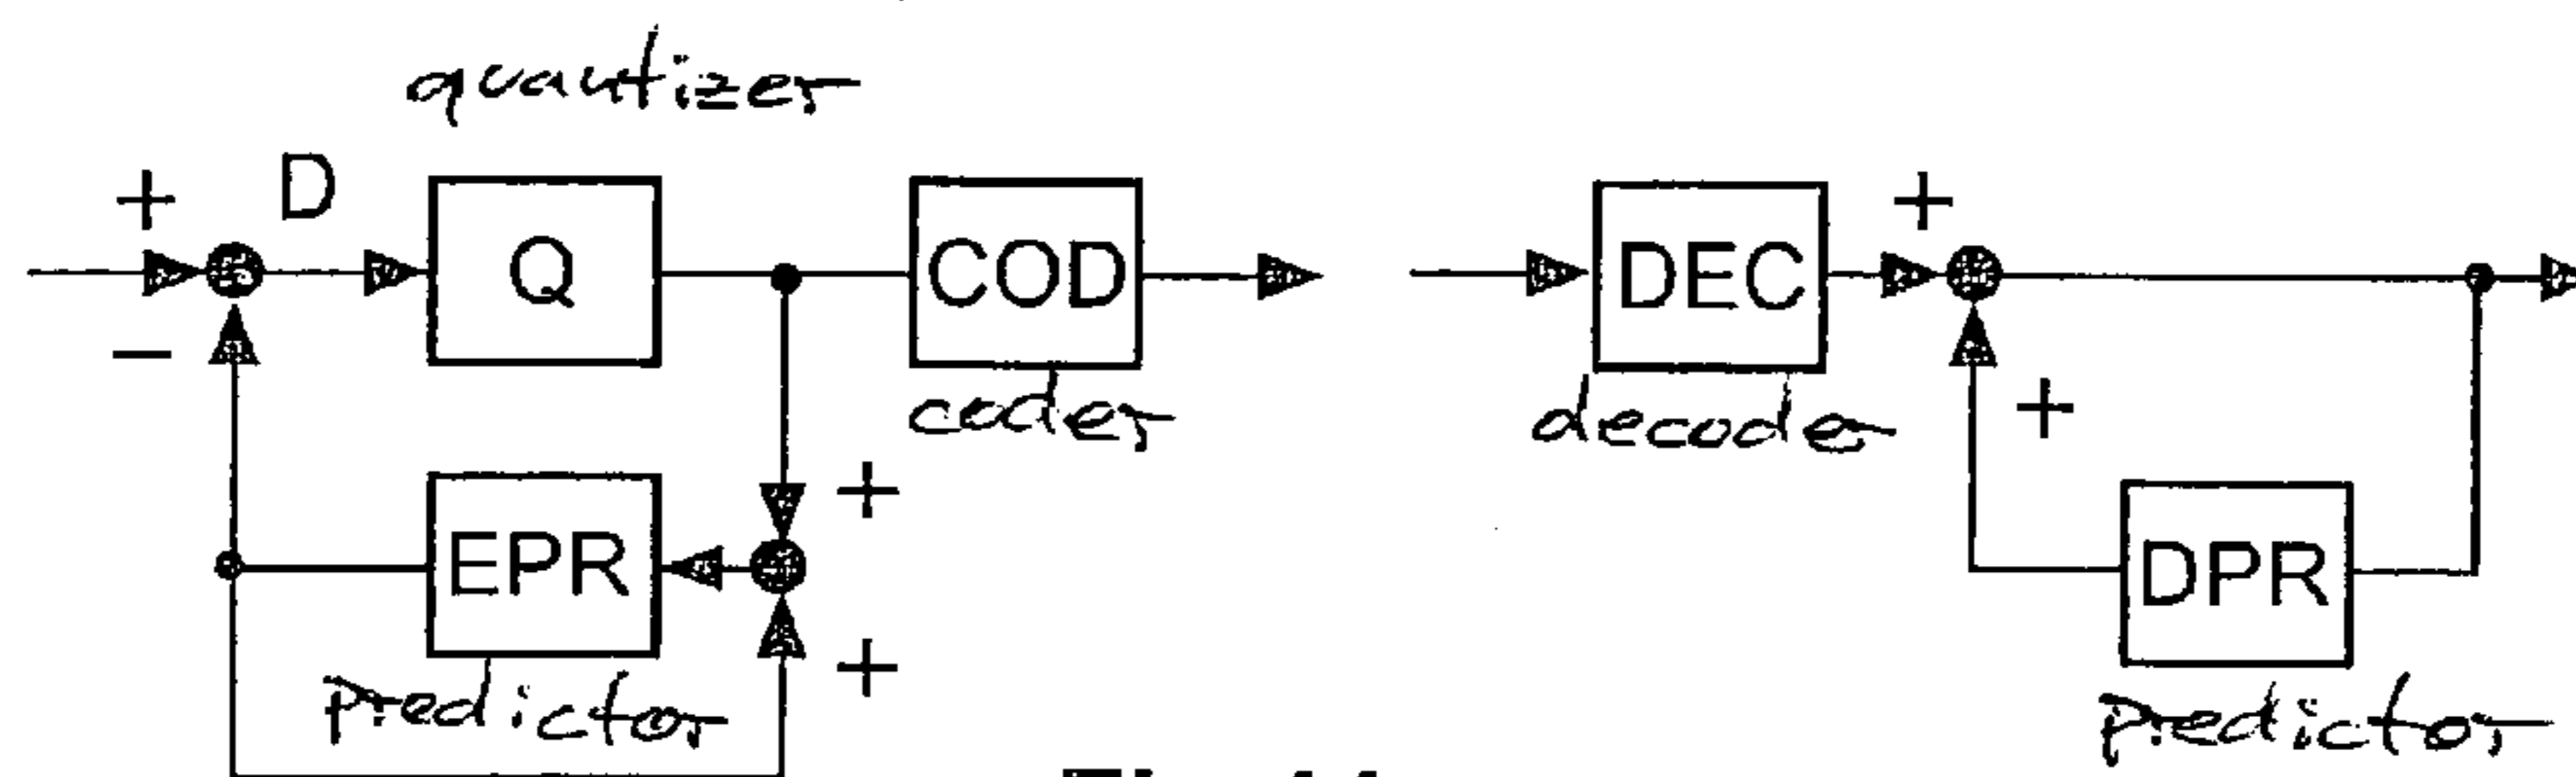 quantizer
+ D Q COD DEC +
−
coder decoder
+
+
EPR DPR
+
predictor predictor